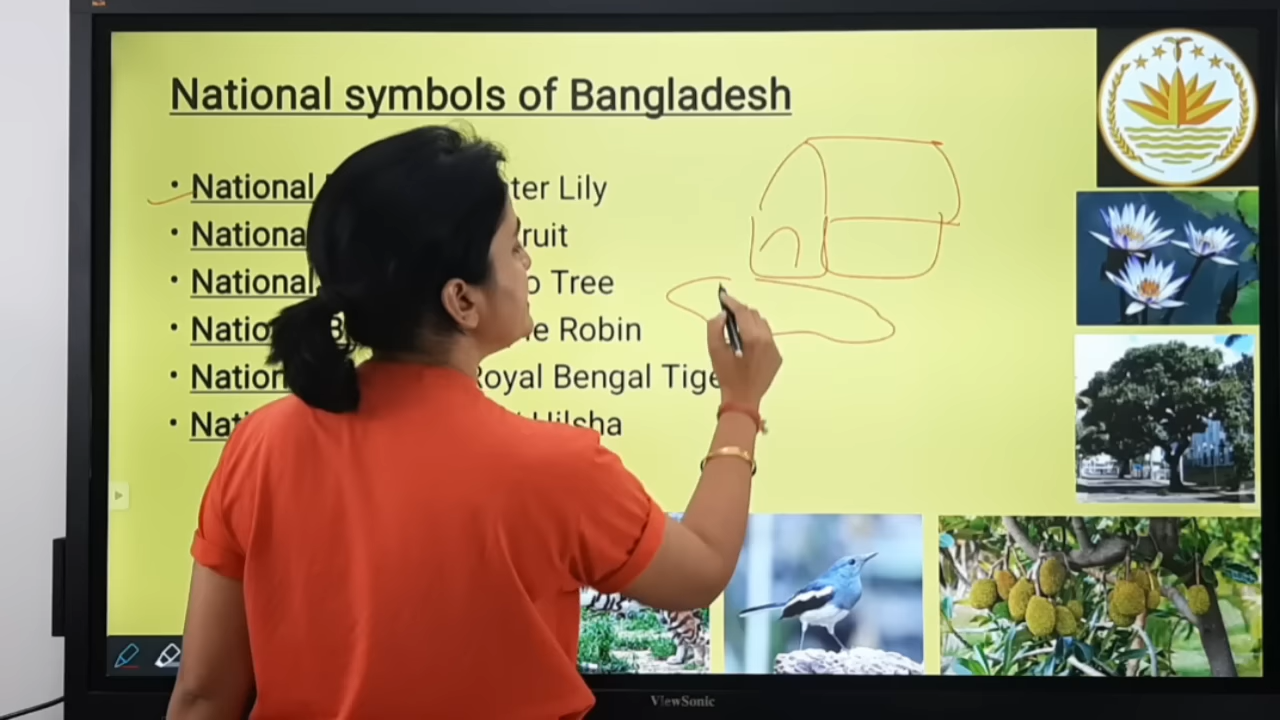 National symbols of Bangladesh
• National ter Lily
• National ruit
• National o Tree
• Natio e Robin
• Nation Royal Bengal Tige
• Nat Hilsha
ViewSonic